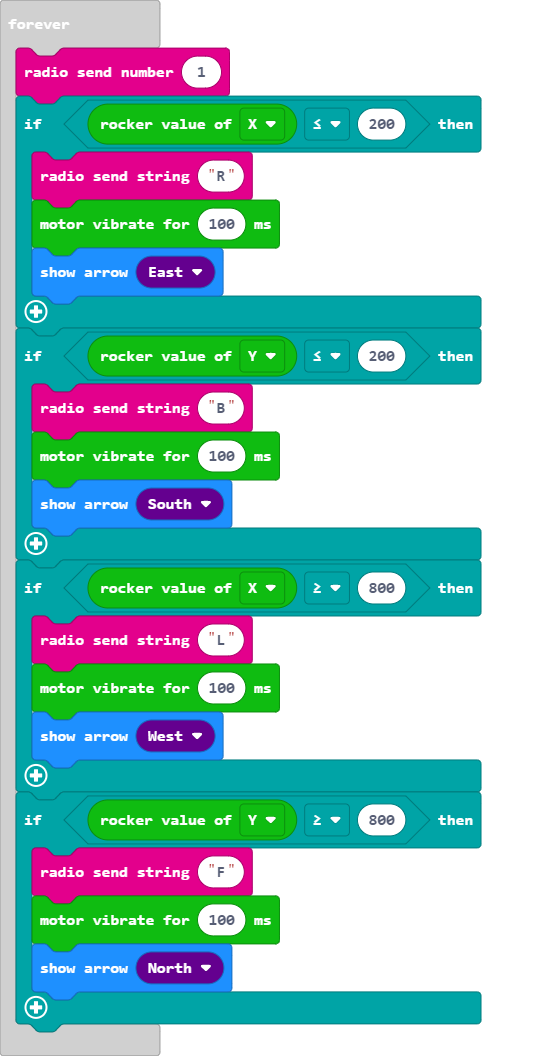 forever
radio send number 1
if rocker value of X ≤ 200 then
radio send string "R"
motor vibrate for 100 ms
show arrow East
if rocker value of Y ≤ 200 then
radio send string "B"
motor vibrate for 100 ms
show arrow South
if rocker value of X ≥ 800 then
radio send string "L"
motor vibrate for 100 ms
show arrow West
if rocker value of Y ≥ 800 then
radio send string "F"
motor vibrate for 100 ms
show arrow North